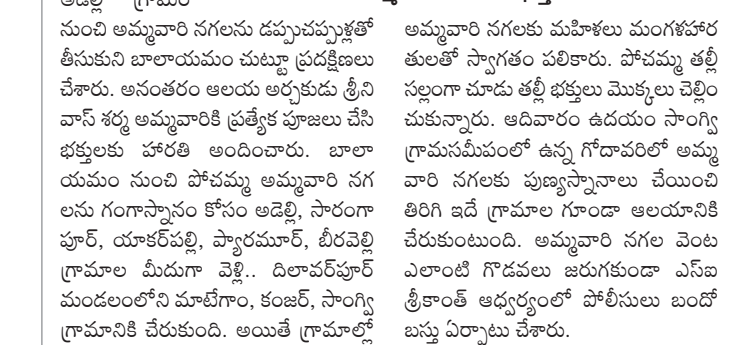 అడెల్లి గ్రామం
నుంచి అమ్మవారి నగలను డప్పుచప్పుళ్లతో
తీసుకుని బాలాయమం చుట్టూ ప్రదక్షిణలు
చేశారు. అనంతరం ఆలయ అర్చకుడు శ్రీని
వాస్ శర్మ అమ్మవారికి ప్రత్యేక పూజలు చేసి
భక్తులకు హారతి అందించారు. బాలా
యమం నుంచి పోచమ్మ అమ్మవారి నగ
లను గంగాస్నానం కోసం అడెల్లి, సారంగా
పూర్, యాకర్‌పల్లి, ప్యారమూర్, బీరవెల్లి
గ్రామాల మీదుగా వెళ్లి.. దిలావర్‌పూర్
మండలంలోని మాటేగాం, కంజర్, సాంగ్వి
గ్రామానికి చేరుకుంది. అయితే గ్రామాల్లో
అమ్మవారి నగలకు మహిళలు మంగళహార
తులతో స్వాగతం పలికారు. పోచమ్మ తల్లీ
సల్లంగా చూడు తల్లీ భక్తులు మొక్కలు చెల్లిం
చుకున్నారు. ఆదివారం ఉదయం సాంగ్వి
గ్రామసమీపంలో ఉన్న గోదావరిలో అమ్మ
వారి నగలకు పుణ్యస్నానాలు చేయించి
తిరిగి ఇదే గ్రామాల గూండా ఆలయానికి
చేరుకుంటుంది. అమ్మవారి నగల వెంట
ఎలాంటి గొడవలు జరుగకుండా ఎస్ఐ
శ్రీకాంత్ ఆధ్వర్యంలో పోలీసులు బందో
బస్తు ఏర్పాటు చేశారు.